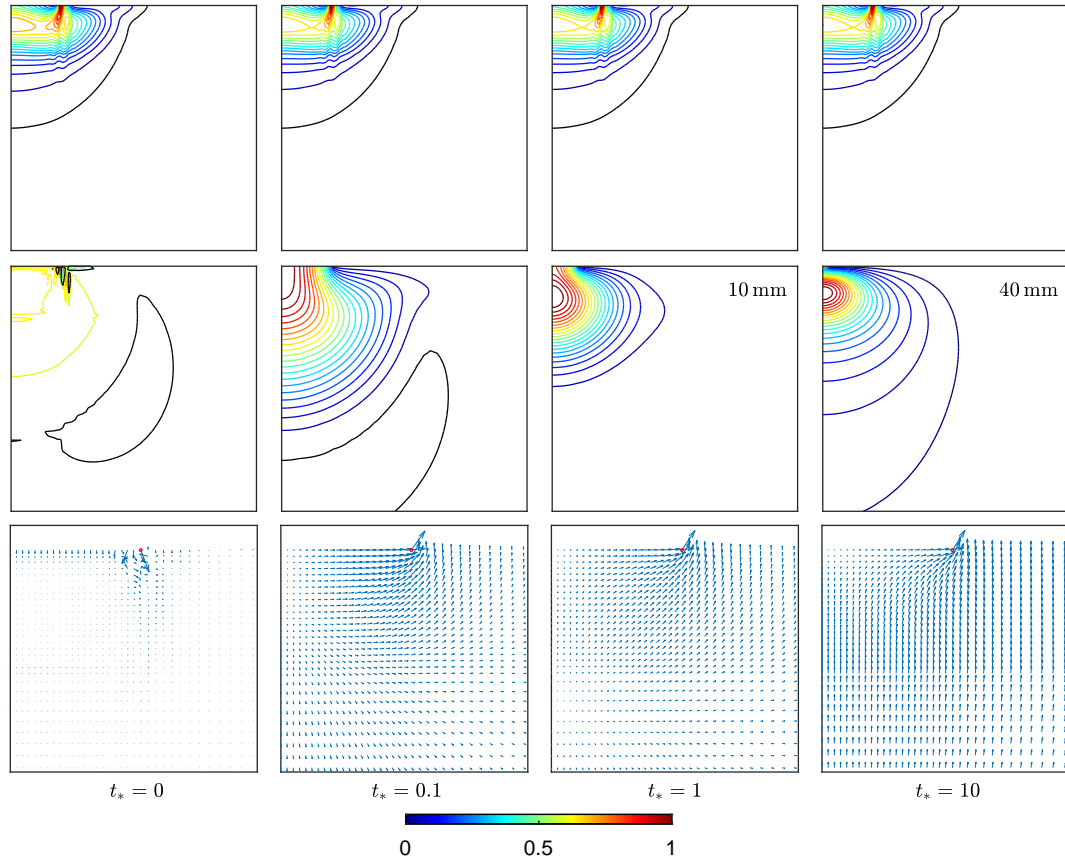 10 mm
40 mm
t* = 0
t* = 0.1
t* = 1
t* = 10
0
0.5
1